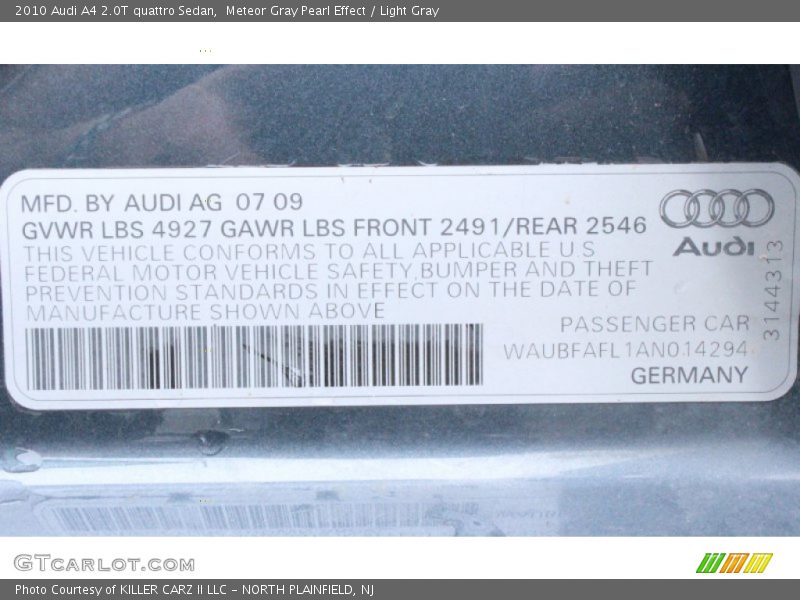 2010 Audi A4 2.0T quattro Sedan,  Meteor Gray Pearl Effect / Light Gray
MFD. BY AUDI AG  07 09
GVWR LBS 4927 GAWR LBS FRONT 2491/REAR 2546
THIS VEHICLE CONFORMS TO ALL APPLICABLE U.S
FEDERAL MOTOR VEHICLE SAFETY,BUMPER AND THEFT
PREVENTION STANDARDS IN EFFECT ON THE DATE OF
MANUFACTURE SHOWN ABOVE
Audi
3144313
PASSENGER CAR
WAUBFAFL1AN014294
GERMANY
GTCARLOT.COM
Photo Courtesy of KILLER CARZ II LLC - NORTH PLAINFIELD, NJ